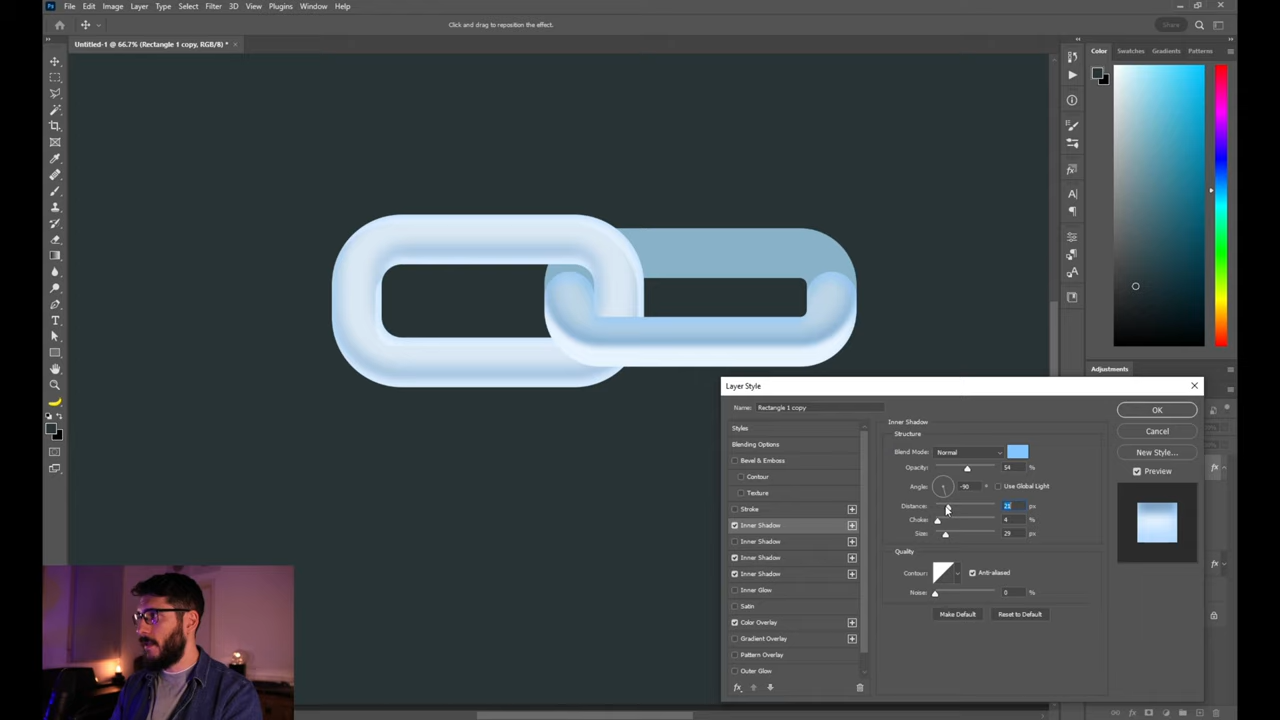 Ps File Edit Image Layer Type Select Filter 3D View Plugins Window Help
Click and drag to reposition the effect.
Share
Untitled-1 @ 66.7% (Rectangle 1 copy, RGB/8) *
Color Swatches Gradients Patterns
Adjustments
Layer Style
Name: Rectangle 1 copy
Styles
Blending Options
Bevel & Emboss
Contour
Texture
Stroke
Inner Shadow
Inner Shadow
Inner Shadow
Inner Shadow
Inner Glow
Satin
Color Overlay
Gradient Overlay
Pattern Overlay
Outer Glow
fx
Inner Shadow
Structure
Blend Mode: Normal
Opacity: 54 %
Angle: -90 ° Use Global Light
Distance: px
Choke: 4 %
Size: 29 px
Quality
Contour: Anti-aliased
Noise: 0 %
Make Default Reset to Default
OK
Cancel
New Style...
Preview
fx
fx